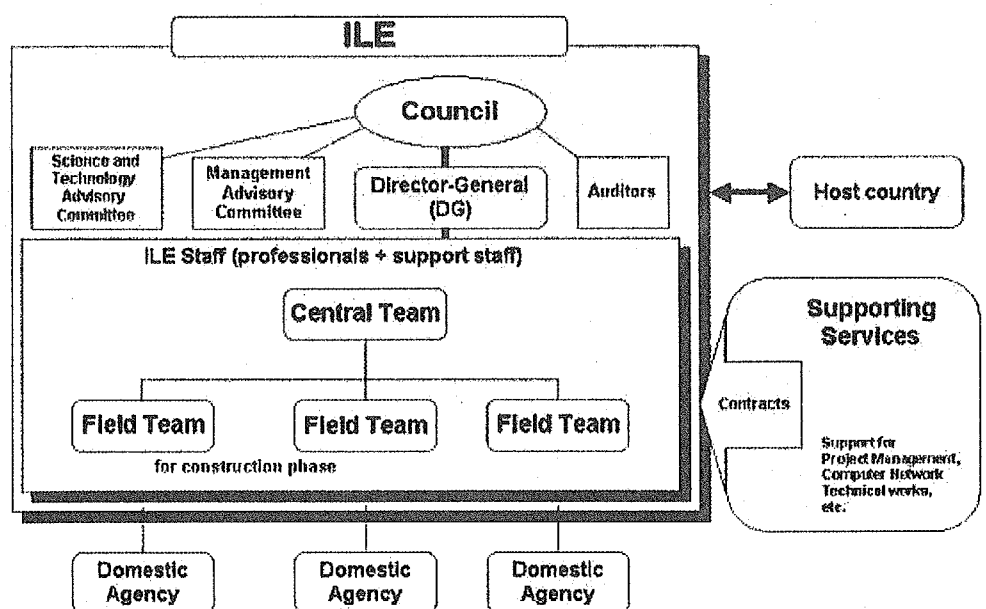 ILE
Council
Science and
Technology
Advisory
Committee
Management
Advisory
Committee
Director-General
(DG)
Auditors
Host country
ILE Staff (professionals + support staff)
Central Team
Field Team
Field Team
Field Team
for construction phase
Supporting
Services
Contracts
Support for
Project Management,
Computer Network
Technical works,
etc.
Domestic
Agency
Domestic
Agency
Domestic
Agency